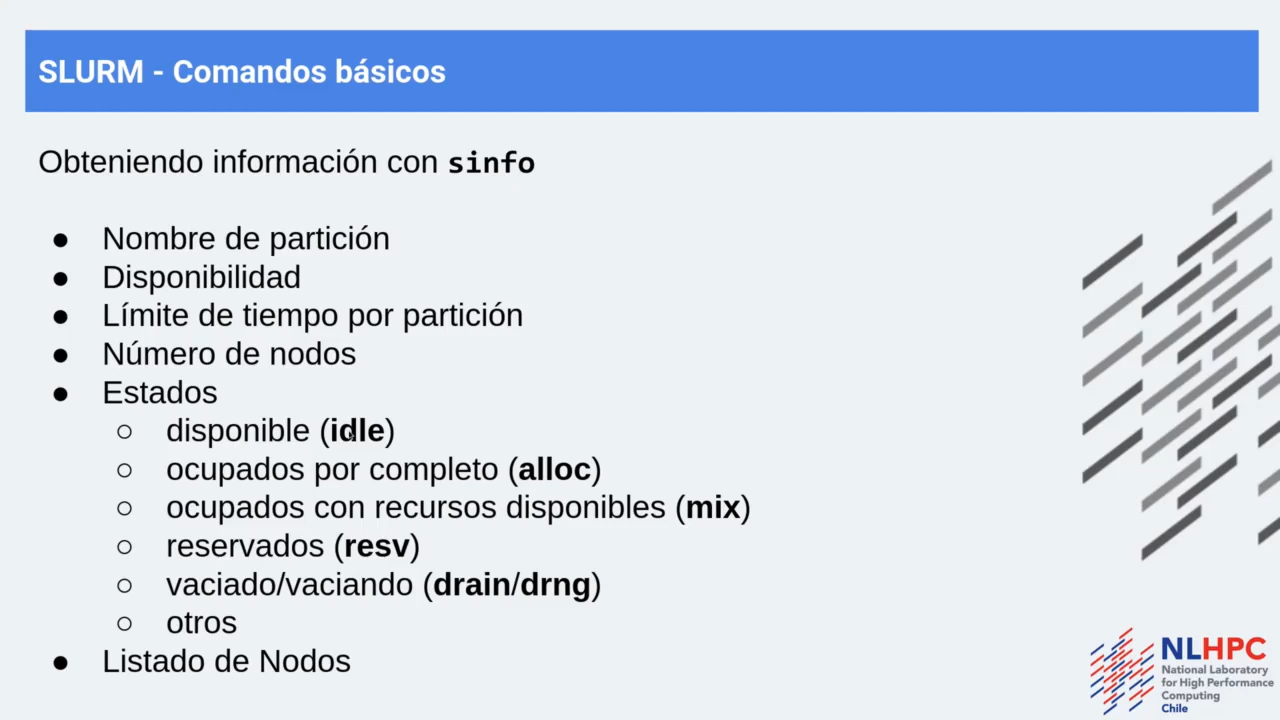 SLURM - Comandos básicos
Obteniendo información con sinfo
● Nombre de partición
● Disponibilidad
● Límite de tiempo por partición
● Número de nodos
● Estados
○ disponible (idle)
○ ocupados por completo (alloc)
○ ocupados con recursos disponibles (mix)
○ reservados (resv)
○ vaciado/vaciando (drain/drng)
○ otros
● Listado de Nodos
NLHPC
National Laboratory
for High Performance
Computing
Chile